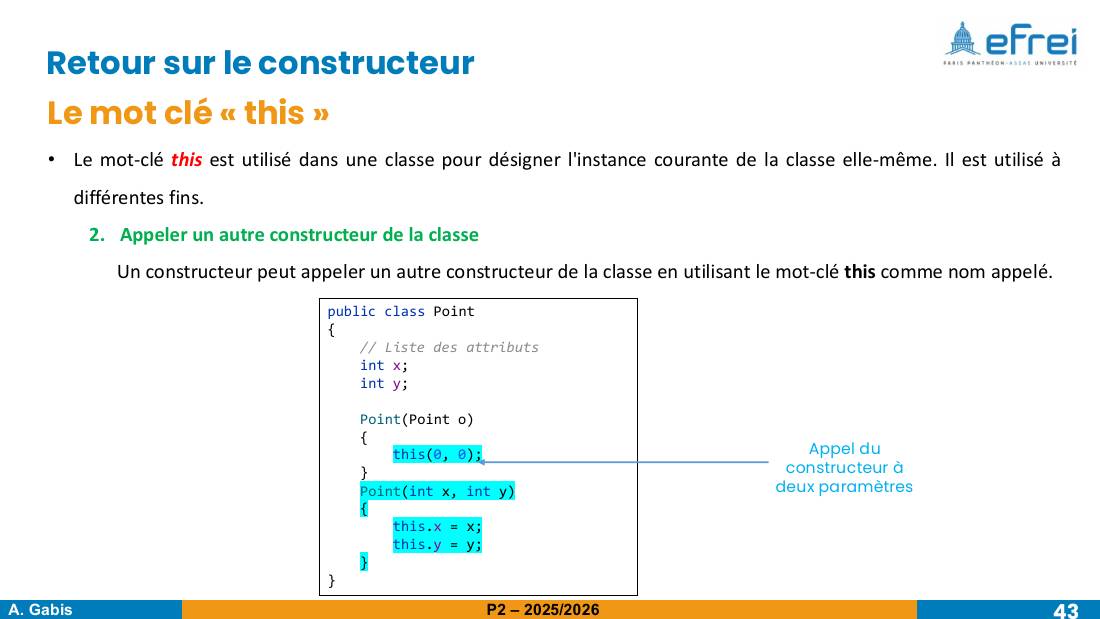 efrei
PARIS PANTHÉON-ASSAS UNIVERSITÉ
Retour sur le constructeur
Le mot clé « this »
• Le mot-clé this est utilisé dans une classe pour désigner l'instance courante de la classe elle-même. Il est utilisé à
différentes fins.
2. Appeler un autre constructeur de la classe
Un constructeur peut appeler un autre constructeur de la classe en utilisant le mot-clé this comme nom appelé.
public class Point
{
    // Liste des attributs
    int x;
    int y;

    Point(Point o)
    {
        this(0, 0);
    }
    Point(int x, int y)
    {
        this.x = x;
        this.y = y;
    }
}
Appel du
constructeur à
deux paramètres
A. Gabis
P2 – 2025/2026
43